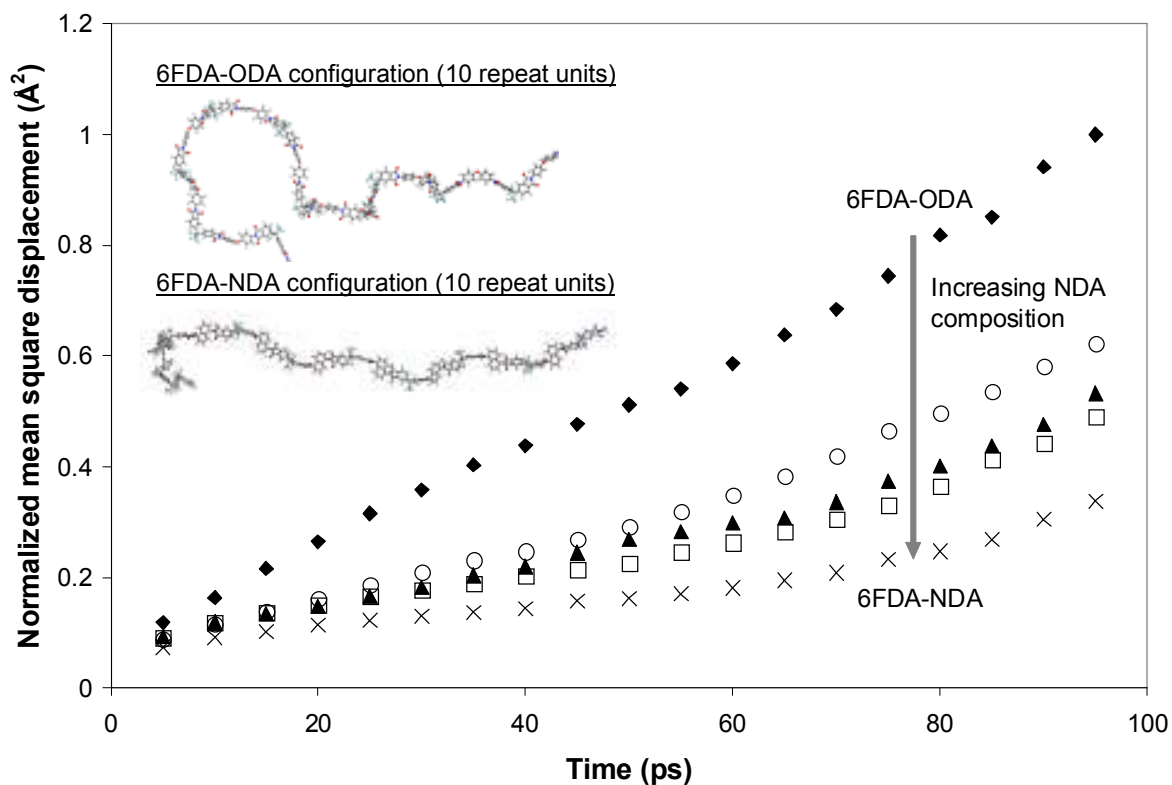 1.2
6FDA-ODA configuration (10 repeat units)
1
6FDA-ODA
0.8
6FDA-NDA configuration (10 repeat units)
Increasing NDA
composition
0.6
0.4
0.2
6FDA-NDA
0
0 20 40 60 80 100
Time (ps)
Normalized mean square displacement (Å²)